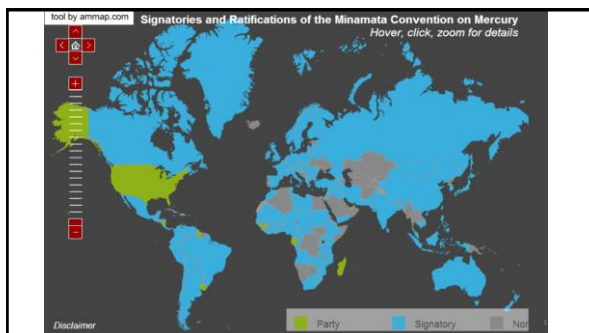 tool by ammap.com
Signatories and Ratifications of the Minamata Convention on Mercury
Hover, click, zoom for details
Disclaimer
Party
Signatory
Nor